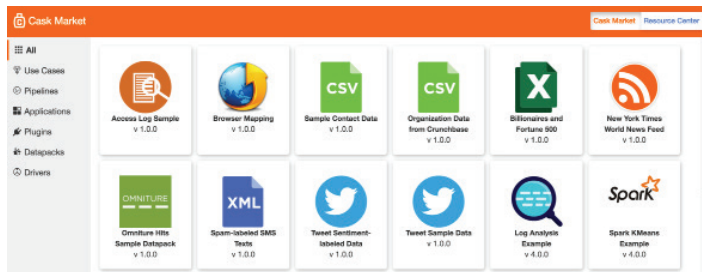 Cask Market
Cask Market Resource Center
All
Use Cases
Pipelines
Applications
Plugins
Datapacks
Drivers
Access Log Sample
v 1.0.0
Browser Mapping
v 1.0.0
CSV
Sample Contact Data
v 1.0.0
CSV
Organization Data
from Crunchbase
v 1.0.0
X
Billionaires and
Fortune 500
v 1.0.0
New York Times
World News Feed
v 1.0.0
OMNITURE
Omniture Hits
Sample Datapack
v 1.0.0
XML
Spam-labeled SMS
Texts
v 1.0.0
Tweet Sentiment-
labeled Data
v 1.0.0
Tweet Sample Data
v 1.0.0
Log Analysis
Example
v 4.0.0
Spark
Spark KMeans
Example
v 4.0.0